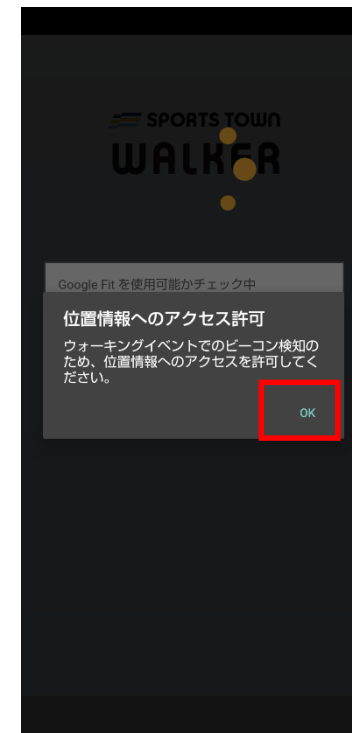 SPORTS TOWN
WALKER
Google Fit を使用可能かチェック中
位置情報へのアクセス許可
ウォーキングイベントでのビーコン検知の
ため、位置情報へのアクセスを許可してく
ださい。
OK